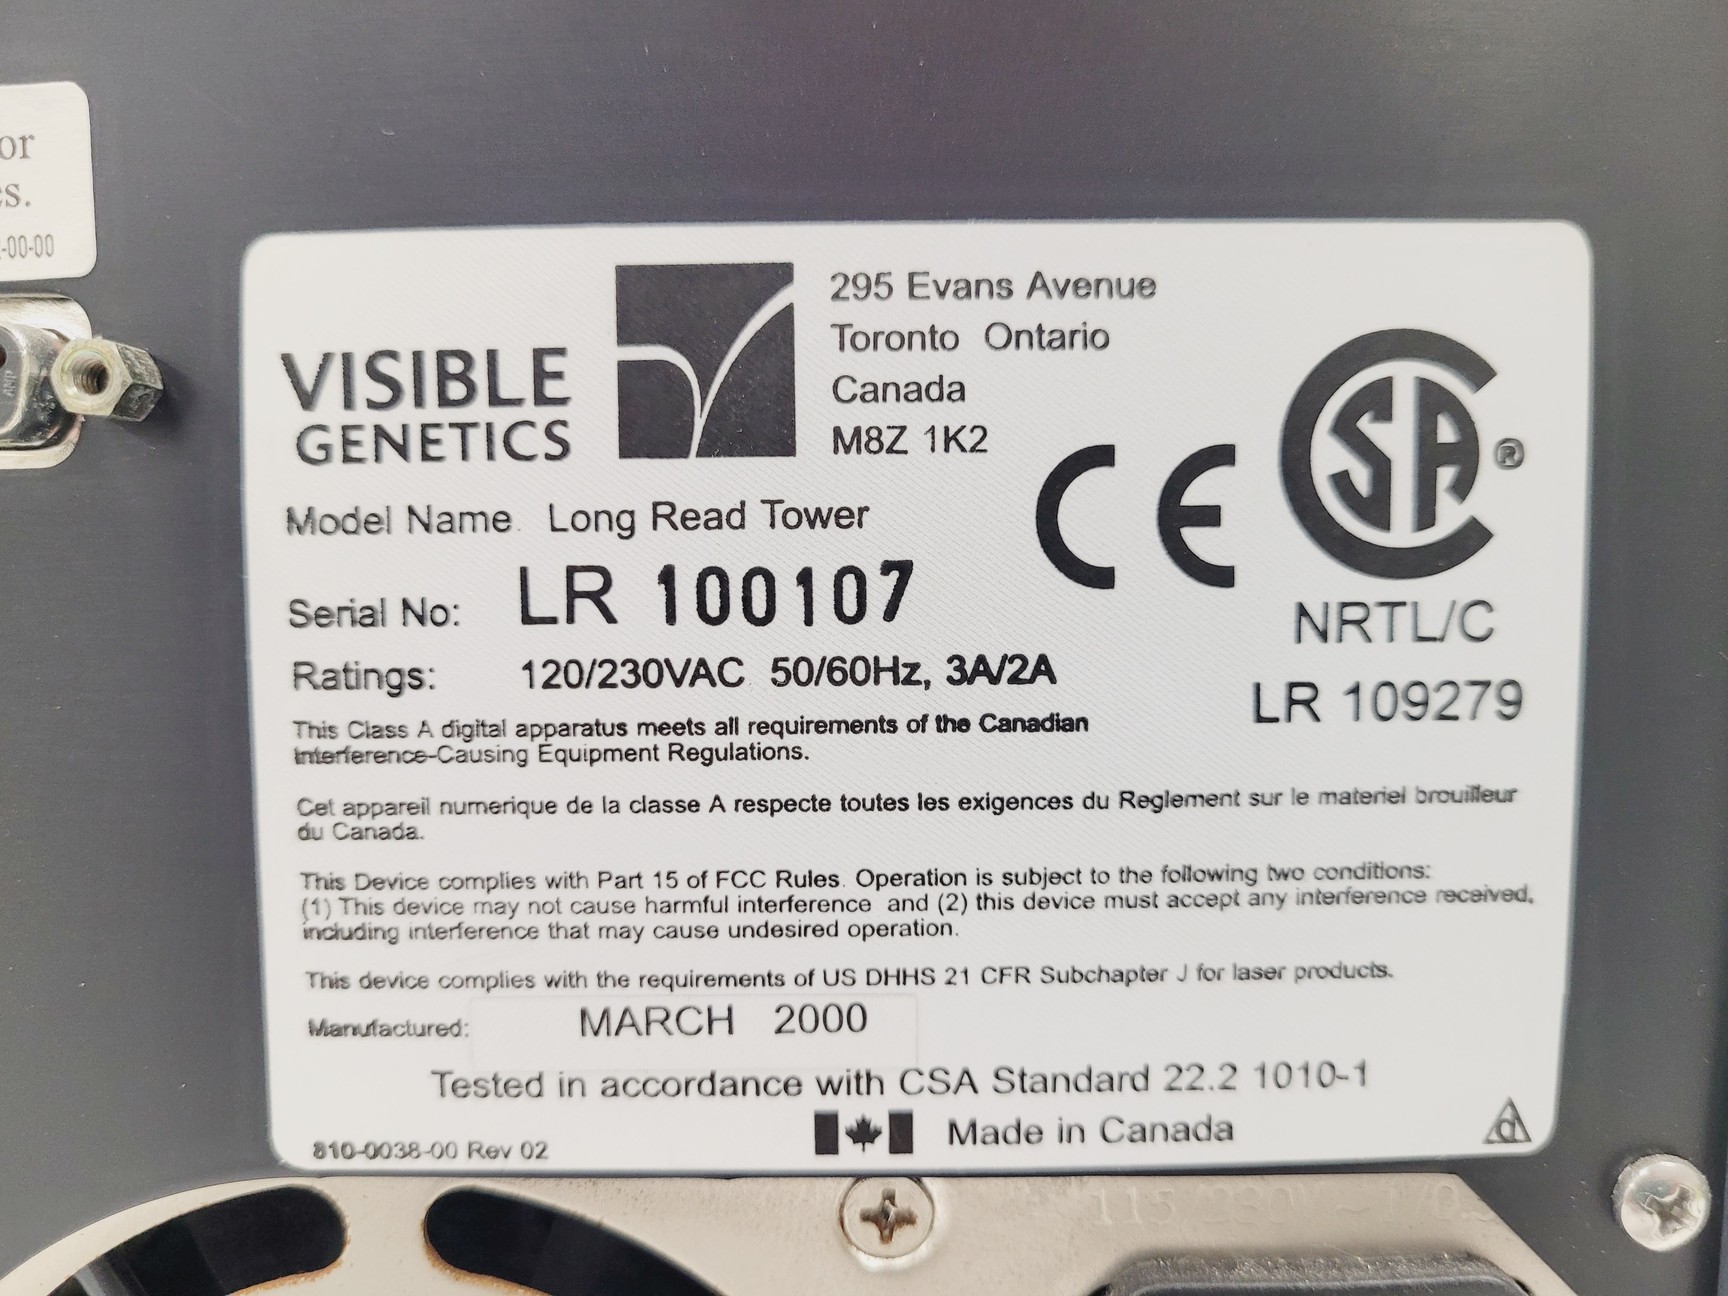 or
es.
-00-00
VISIBLE
GENETICS
295 Evans Avenue
Toronto Ontario
Canada
M8Z 1K2
CE
CSA ®
NRTL/C
LR 109279
Model Name. Long Read Tower
Serial No: LR 100107
Ratings: 120/230VAC 50/60Hz, 3A/2A
This Class A digital apparatus meets all requirements of the Canadian
Interference-Causing Equipment Regulations.
Cet appareil numerique de la classe A respecte toutes les exigences du Reglement sur le materiel brouilleur
du Canada.
This Device complies with Part 15 of FCC Rules. Operation is subject to the following two conditions:
(1) This device may not cause harmful interference and (2) this device must accept any interference received,
including interference that may cause undesired operation.
This device complies with the requirements of US DHHS 21 CFR Subchapter J for laser products.
Manufactured: MARCH 2000
Tested in accordance with CSA Standard 22.2 1010-1
Made in Canada
810-0038-00 Rev 02
d